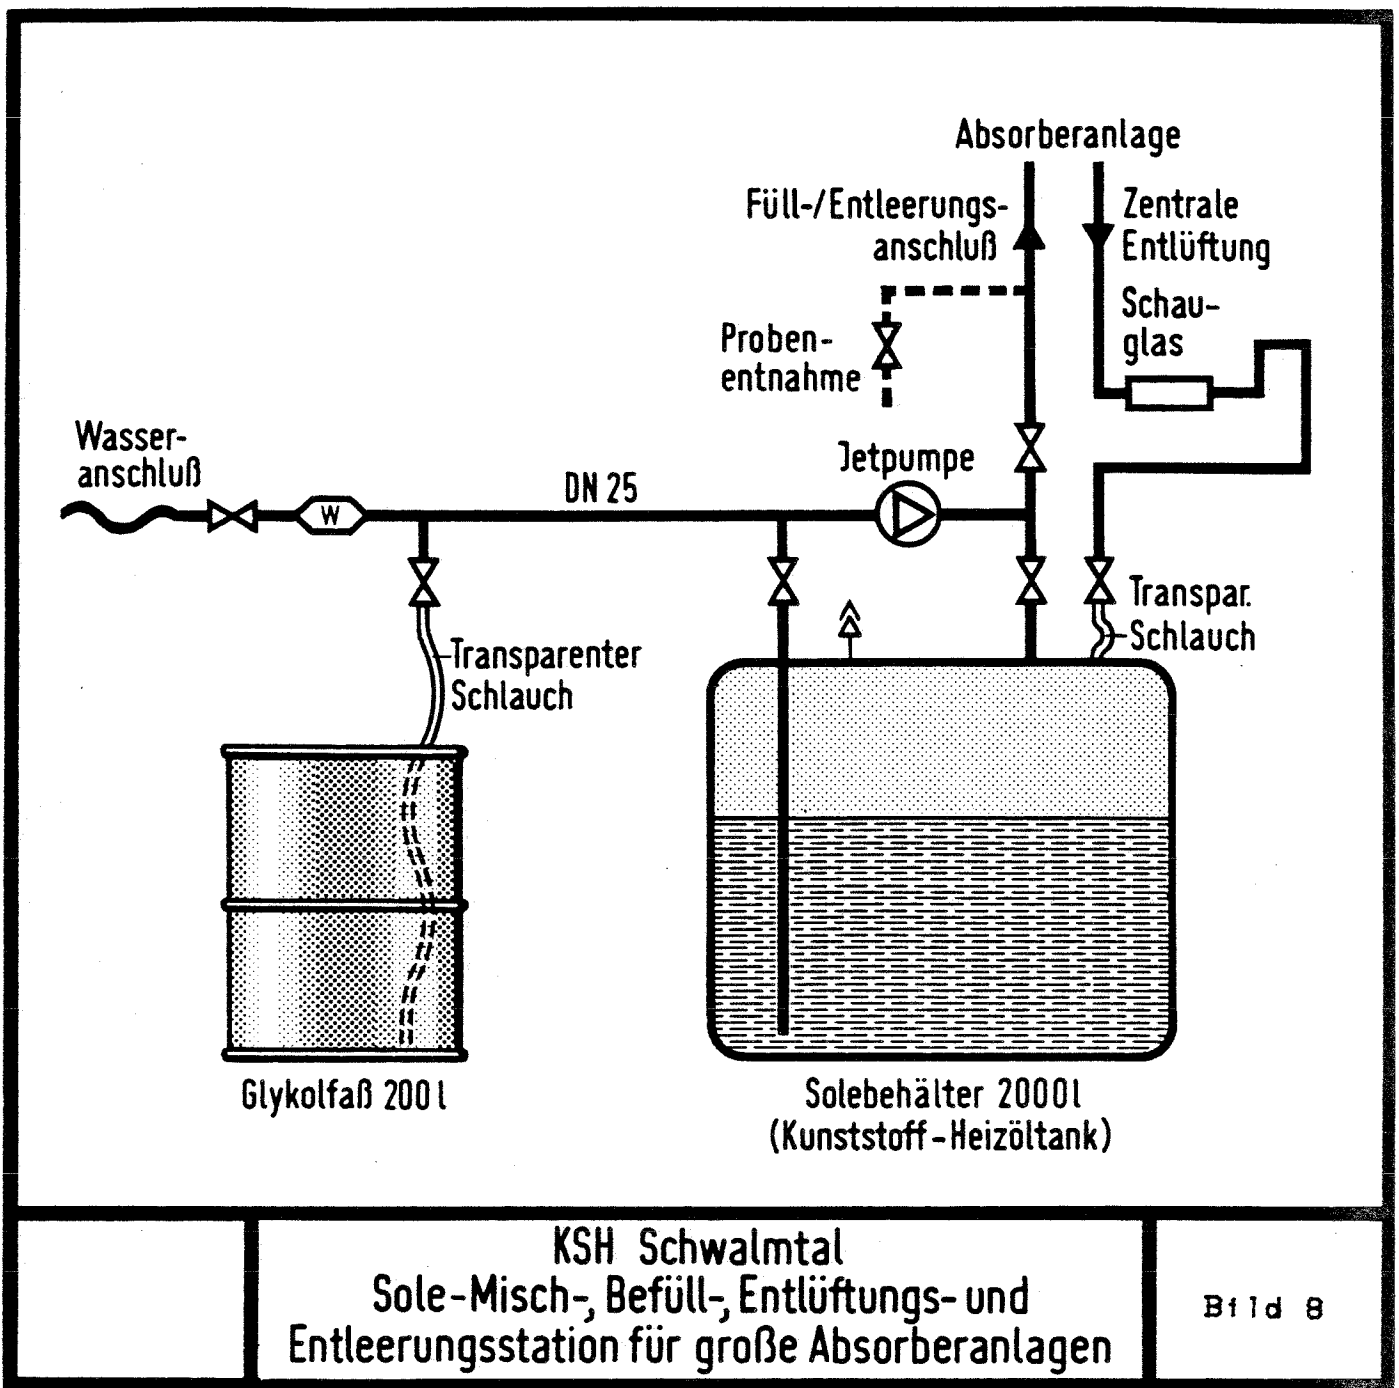 Absorberanlage
Füll-/Entleerungs-
anschluß
Zentrale
Entlüftung
Schau-
glas
Proben-
entnahme
Wasser-
anschluß
W
DN 25
Jetpumpe
Transparenter
Schlauch
Transpar.
Schlauch
Glykolfaß 200 l
Solebehälter 2000 l
(Kunststoff-Heizöltank)
KSH Schwalmtal
Sole-Misch-, Befüll-, Entlüftungs- und
Entleerungsstation für große Absorberanlagen
Bild 8